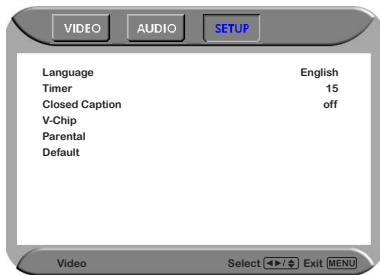 VIDEO AUDIO SETUP
Language English
Timer 15
Closed Caption off
V-Chip
Parental
Default
Video Select ◄►/♦ Exit MENU